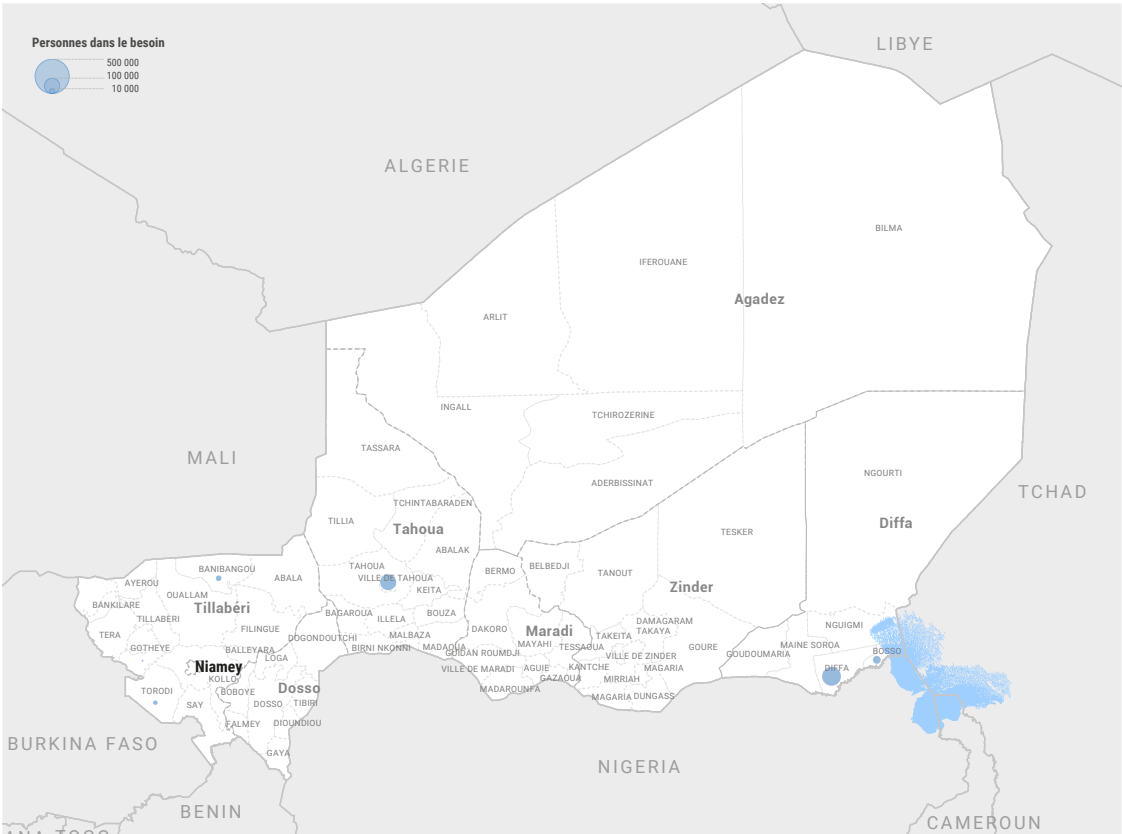 Personnes dans le besoin
500 000
100 000
10 000
LIBYE
ALGERIE
BILMA
IFEROUANE
Agadez
ARLIT
INGALL
TCHIROZERINE
TASSARA
MALI
NGOURTI
ADERBISSINAT
TCHAD
TCHINTABARADEN
TILLIA
Tahoua
Diffa
TESKER
ABALAK
TAHOUA
BERMO
BELBEDJI
TANOUT
BANIBANGOU
ABALA
VILLE DE TAHOUA
AYEROU
KEITA
Zinder
OUALLAM
BANKILARE
Tillabéri
TILLABERI
BAGAROUA
ILLELA
BOUZA
DAMAGARAM
TAKAYA
NGUIGMI
TERA
FILINGUE
DOGONDOUTCHI
MALBAZA
DAKORO
Maradi
TAKEITA
GOTHEYE
BALLEYARA
BIRNI NKONNI
MADAOUA
GUIDAN ROUMDJI
MAYAHI
TESSAOUA
GOURE
MAINE SOROA
BOSSO
LOGA
VILLE DE ZINDER
GOUDOUMARIA
Niamey
VILLE DE MARADI
AGUIE
KANTCHE
MAGARIA
DIFFA
KOLLO
GAZAOUA
MIRRIAH
TORODI
BOBOYE
Dosso
MADAROUNFA
MAGARIA
DUNGASS
SAY
DOSSO
TIBIRI
FALMEY
DIOUNDIOU
BURKINA FASO
GAYA
NIGERIA
BENIN
CAMEROUN